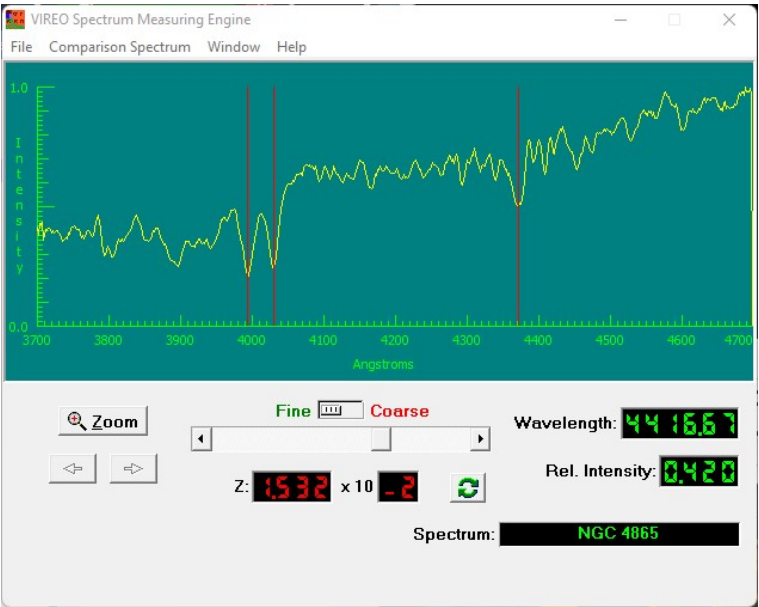 VIREO Spectrum Measuring Engine
File Comparison Spectrum Window Help
1.0
Intensity
0.0
3700 3800 3900 4000 4100 4200 4300 4400 4500 4600 4700
Angstroms
Zoom
Fine Coarse
Wavelength: 4416.67
Z: 1.532 x 10 -2
Rel. Intensity: 0.420
Spectrum: NGC 4865